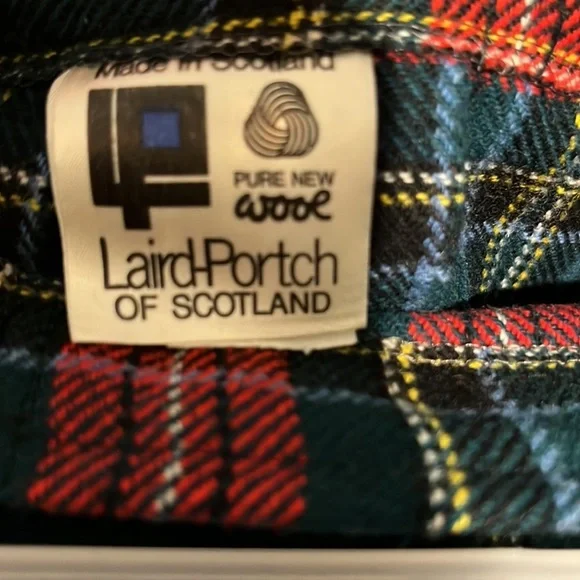 Made in Scotland
PURE NEW
wool
Laird-Portch
OF SCOTLAND